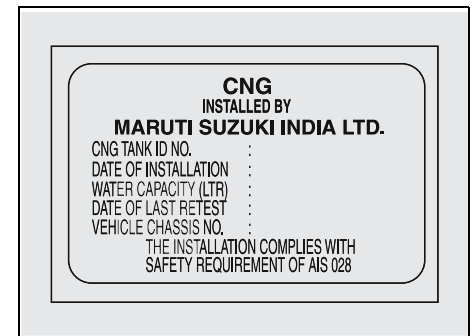 CNG
INSTALLED BY
MARUTI SUZUKI INDIA LTD.
CNG TANK ID NO. :
DATE OF INSTALLATION :
WATER CAPACITY (LTR) :
DATE OF LAST RETEST :
VEHICLE CHASSIS NO. :
THE INSTALLATION COMPLIES WITH
SAFETY REQUIREMENT OF AIS 028